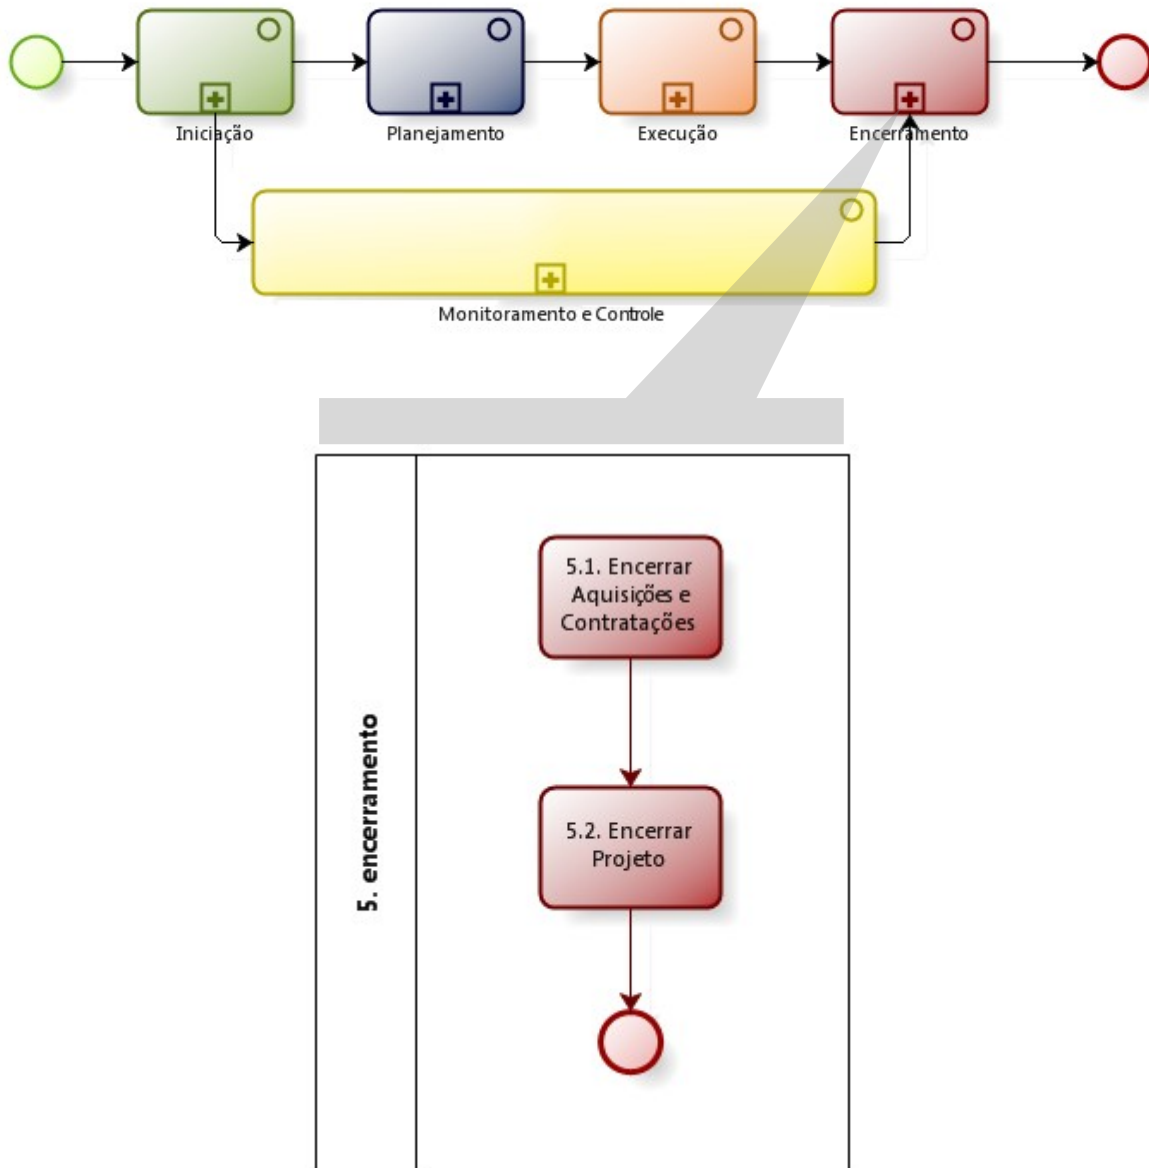 Iniciação
Planejamento
Execução
Encerramento
Monitoramento e Controle
5. encerramento
5.1. Encerrar
Aquisições e
Contratações
5.2. Encerrar
Projeto